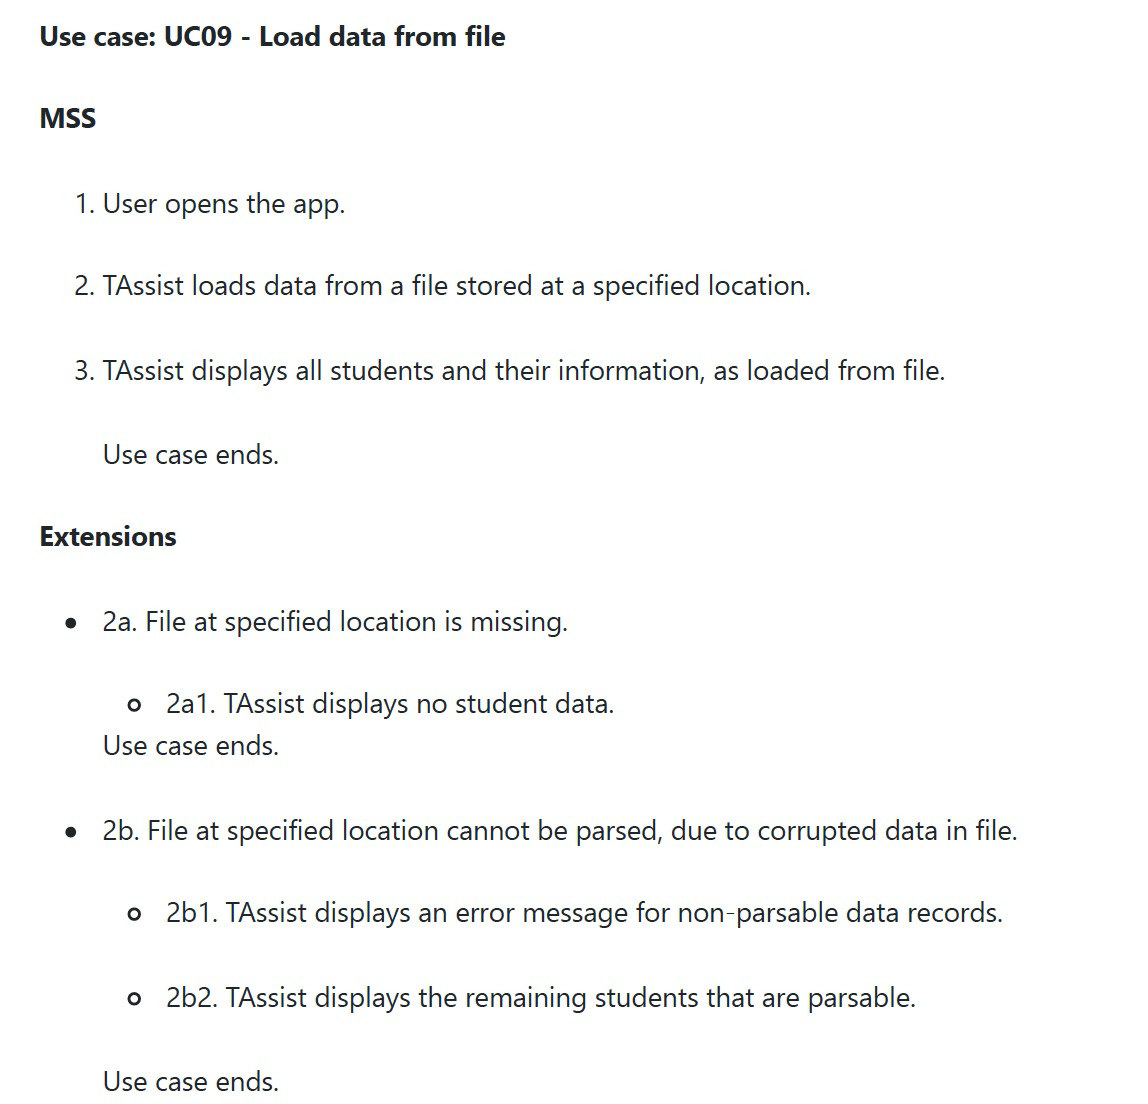 Use case: UC09 - Load data from file
MSS
1. User opens the app.
2. TAssist loads data from a file stored at a specified location.
3. TAssist displays all students and their information, as loaded from file.
Use case ends.
Extensions
• 2a. File at specified location is missing.
○ 2a1. TAssist displays no student data.
Use case ends.
• 2b. File at specified location cannot be parsed, due to corrupted data in file.
○ 2b1. TAssist displays an error message for non-parsable data records.
○ 2b2. TAssist displays the remaining students that are parsable.
Use case ends.